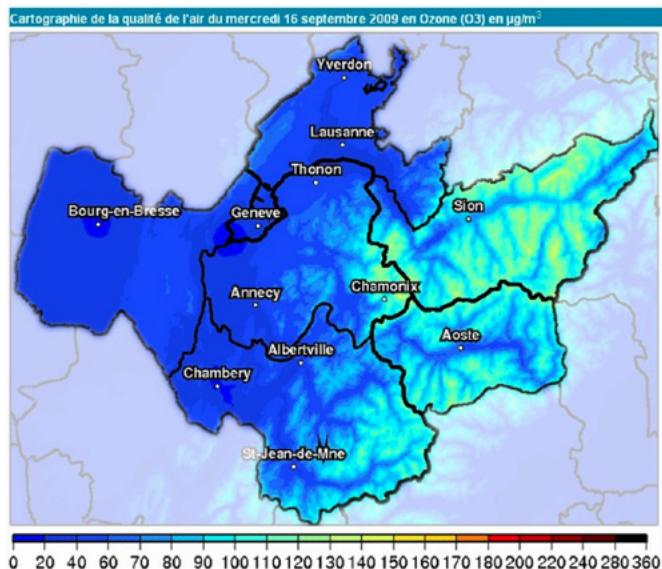 Cartographie de la qualité de l'air du mercredi 16 septembre 2009 en Ozone (O3) en µg/m³
Yverdon
Lausanne
Thonon
Bourg-en-Bresse
Geneve
Sion
Annecy
Chamonix
Aoste
Albertville
Chambery
St-Jean-de-Mne
0 20 40 60 70 80 90 100 110 130 140 150 160 170 180 200 220 240 280 360